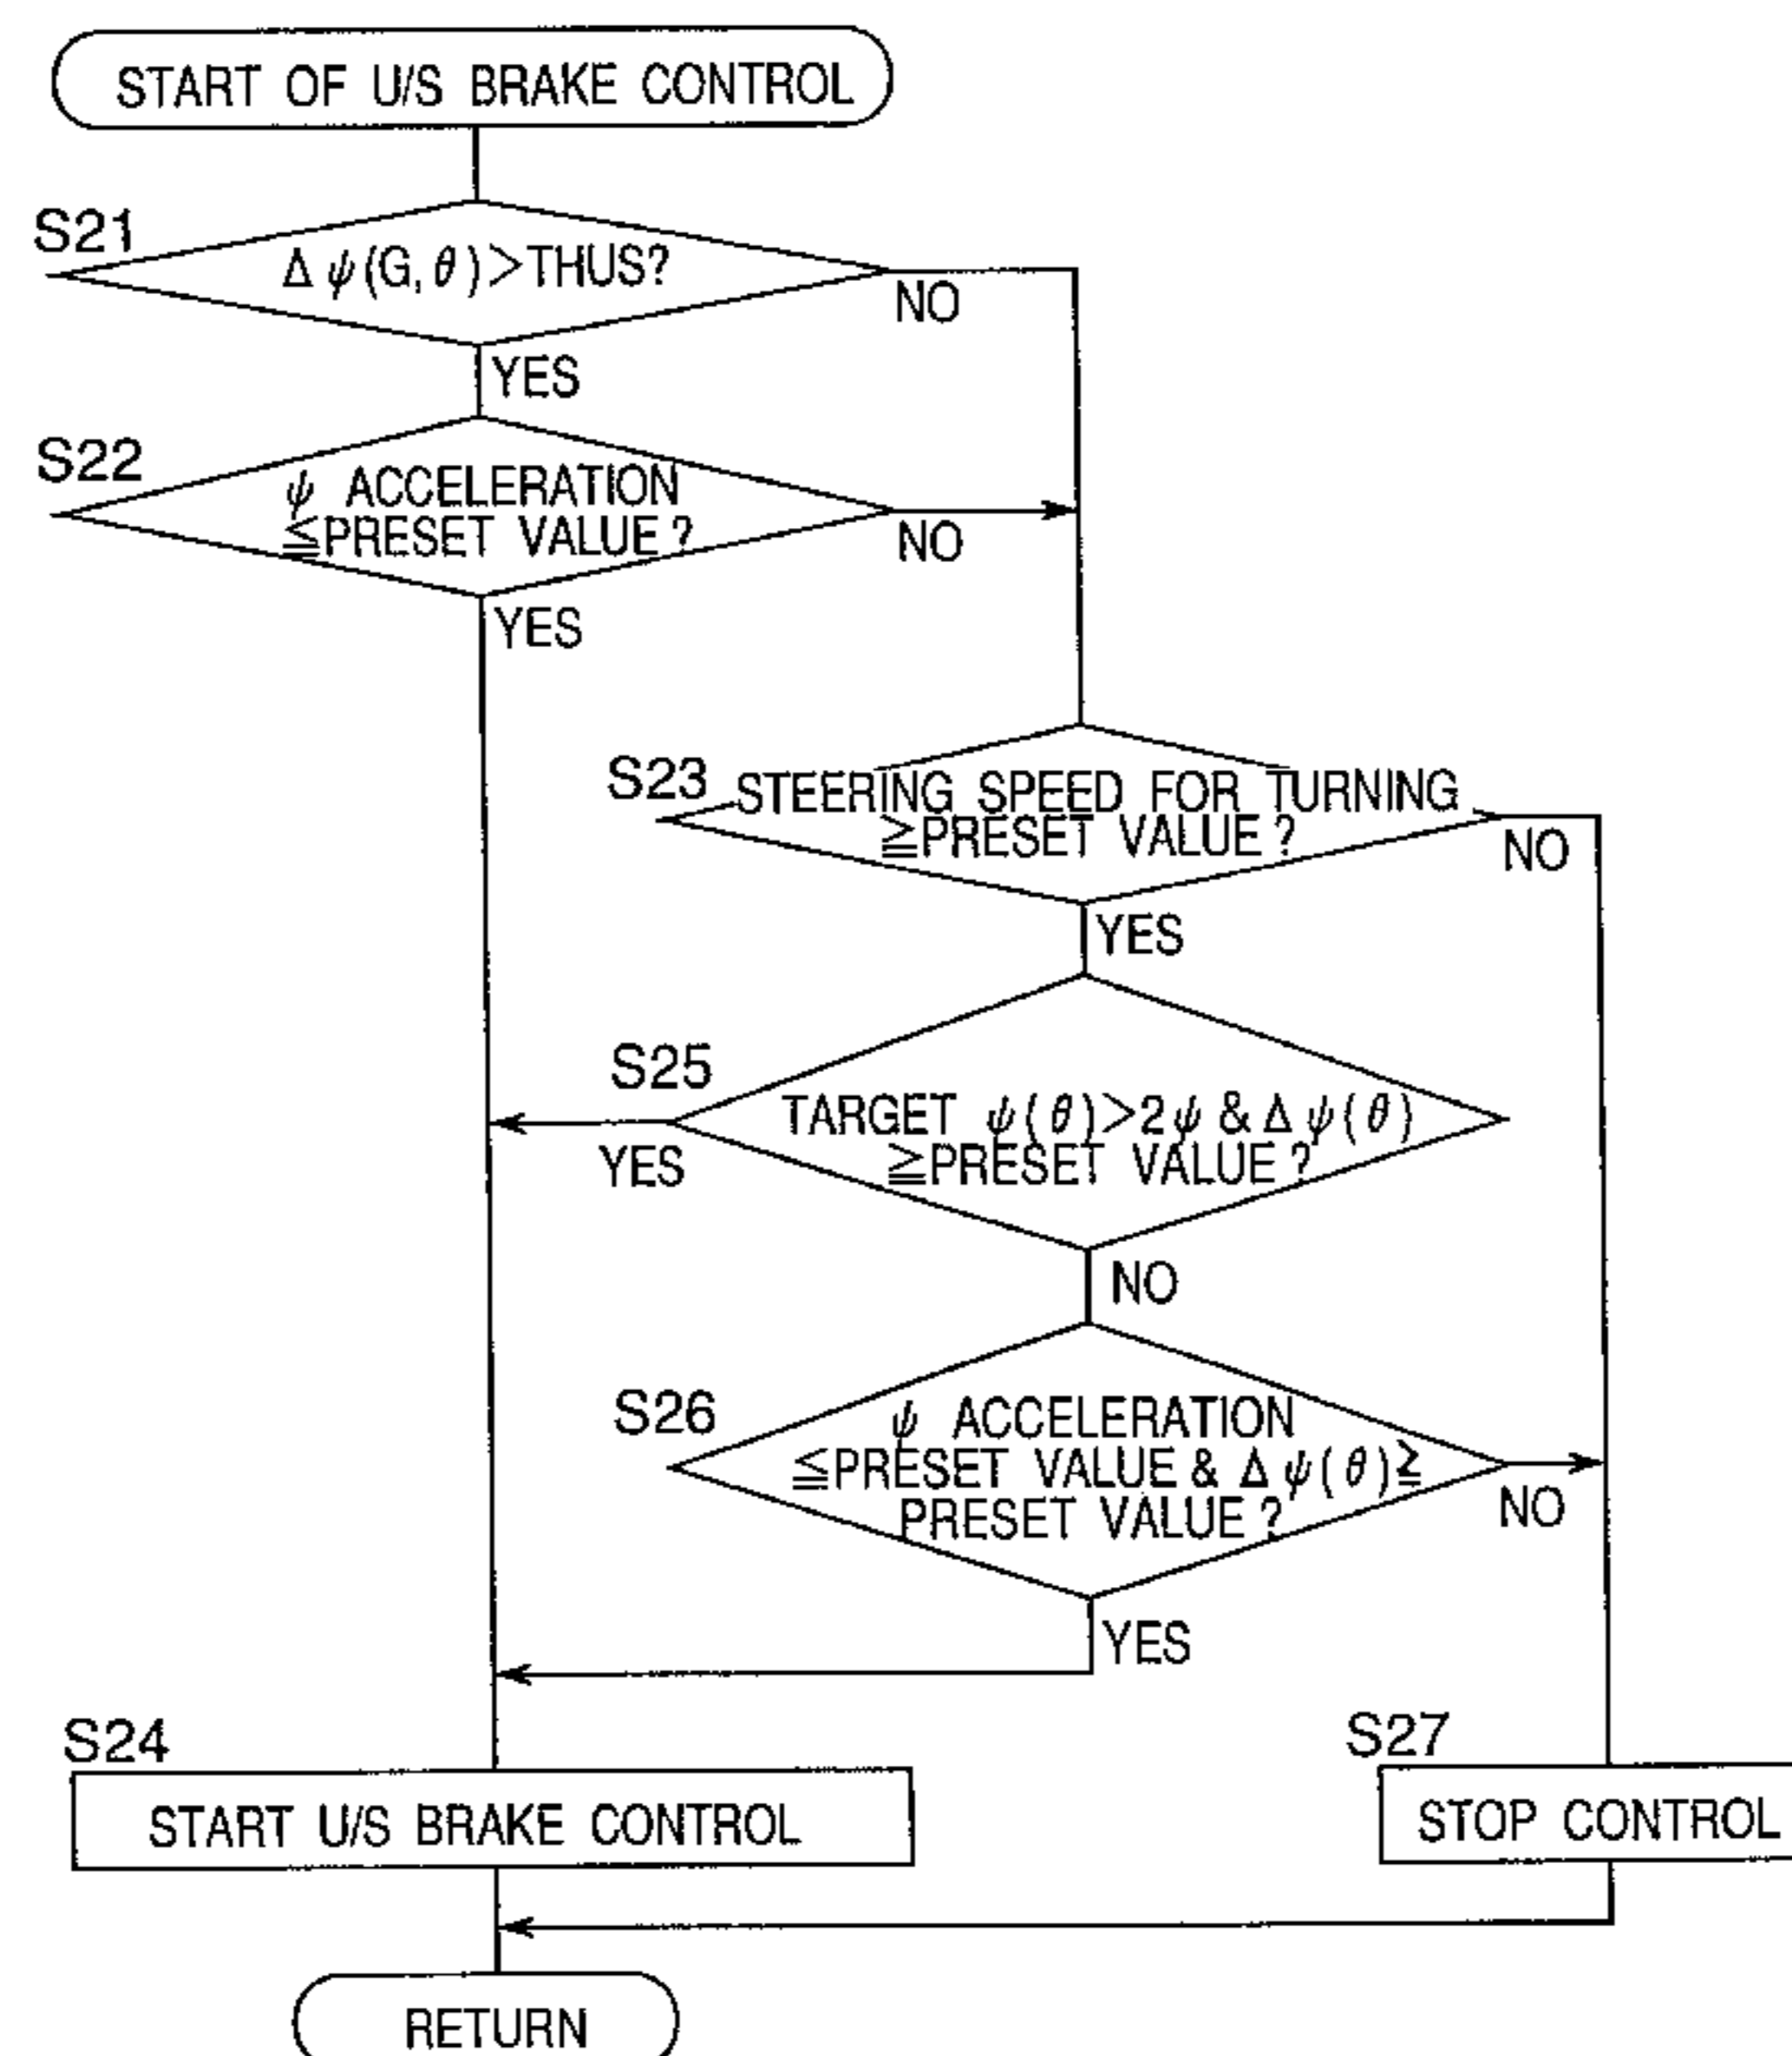 START OF U/S BRAKE CONTROL
S21
Δψ(G,θ)>THUS?
NO
YES
S22
ψ ACCELERATION
≦PRESET VALUE?
NO
YES
S23
STEERING SPEED FOR TURNING
≧PRESET VALUE?
NO
YES
S25
TARGET ψ(θ)>2ψ & Δψ(θ)
≧PRESET VALUE?
YES
NO
S26
ψ ACCELERATION
≦PRESET VALUE & Δψ(θ)≧
PRESET VALUE?
NO
YES
S24
START U/S BRAKE CONTROL
S27
STOP CONTROL
RETURN